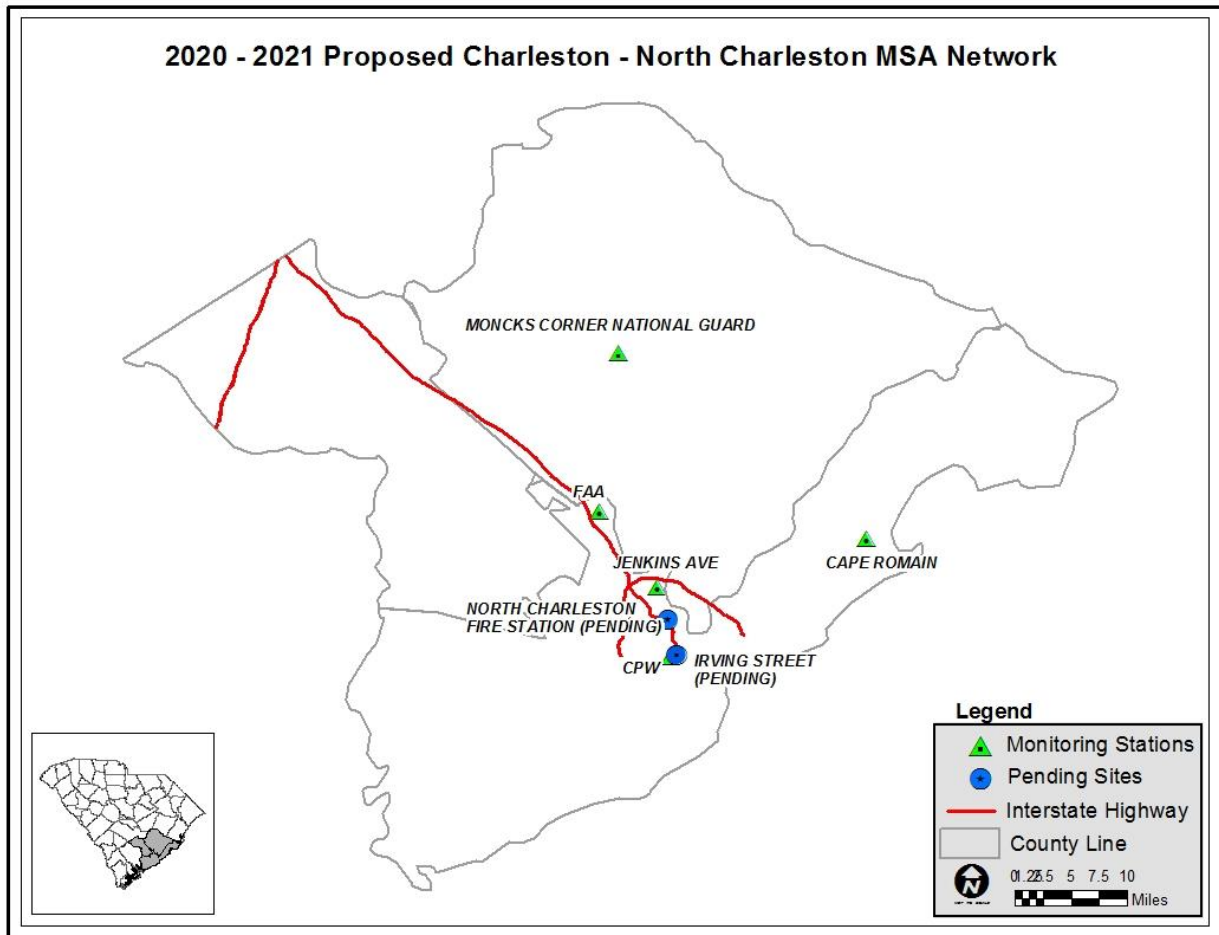 2020 - 2021 Proposed Charleston - North Charleston MSA Network
MONCKS CORNER NATIONAL GUARD
FAA
JENKINS AVE
CAPE ROMAIN
NORTH CHARLESTON
FIRE STATION (PENDING)
CPW
IRVING STREET
(PENDING)
Legend
Monitoring Stations
Pending Sites
Interstate Highway
County Line
N
5 7.5 10
Miles